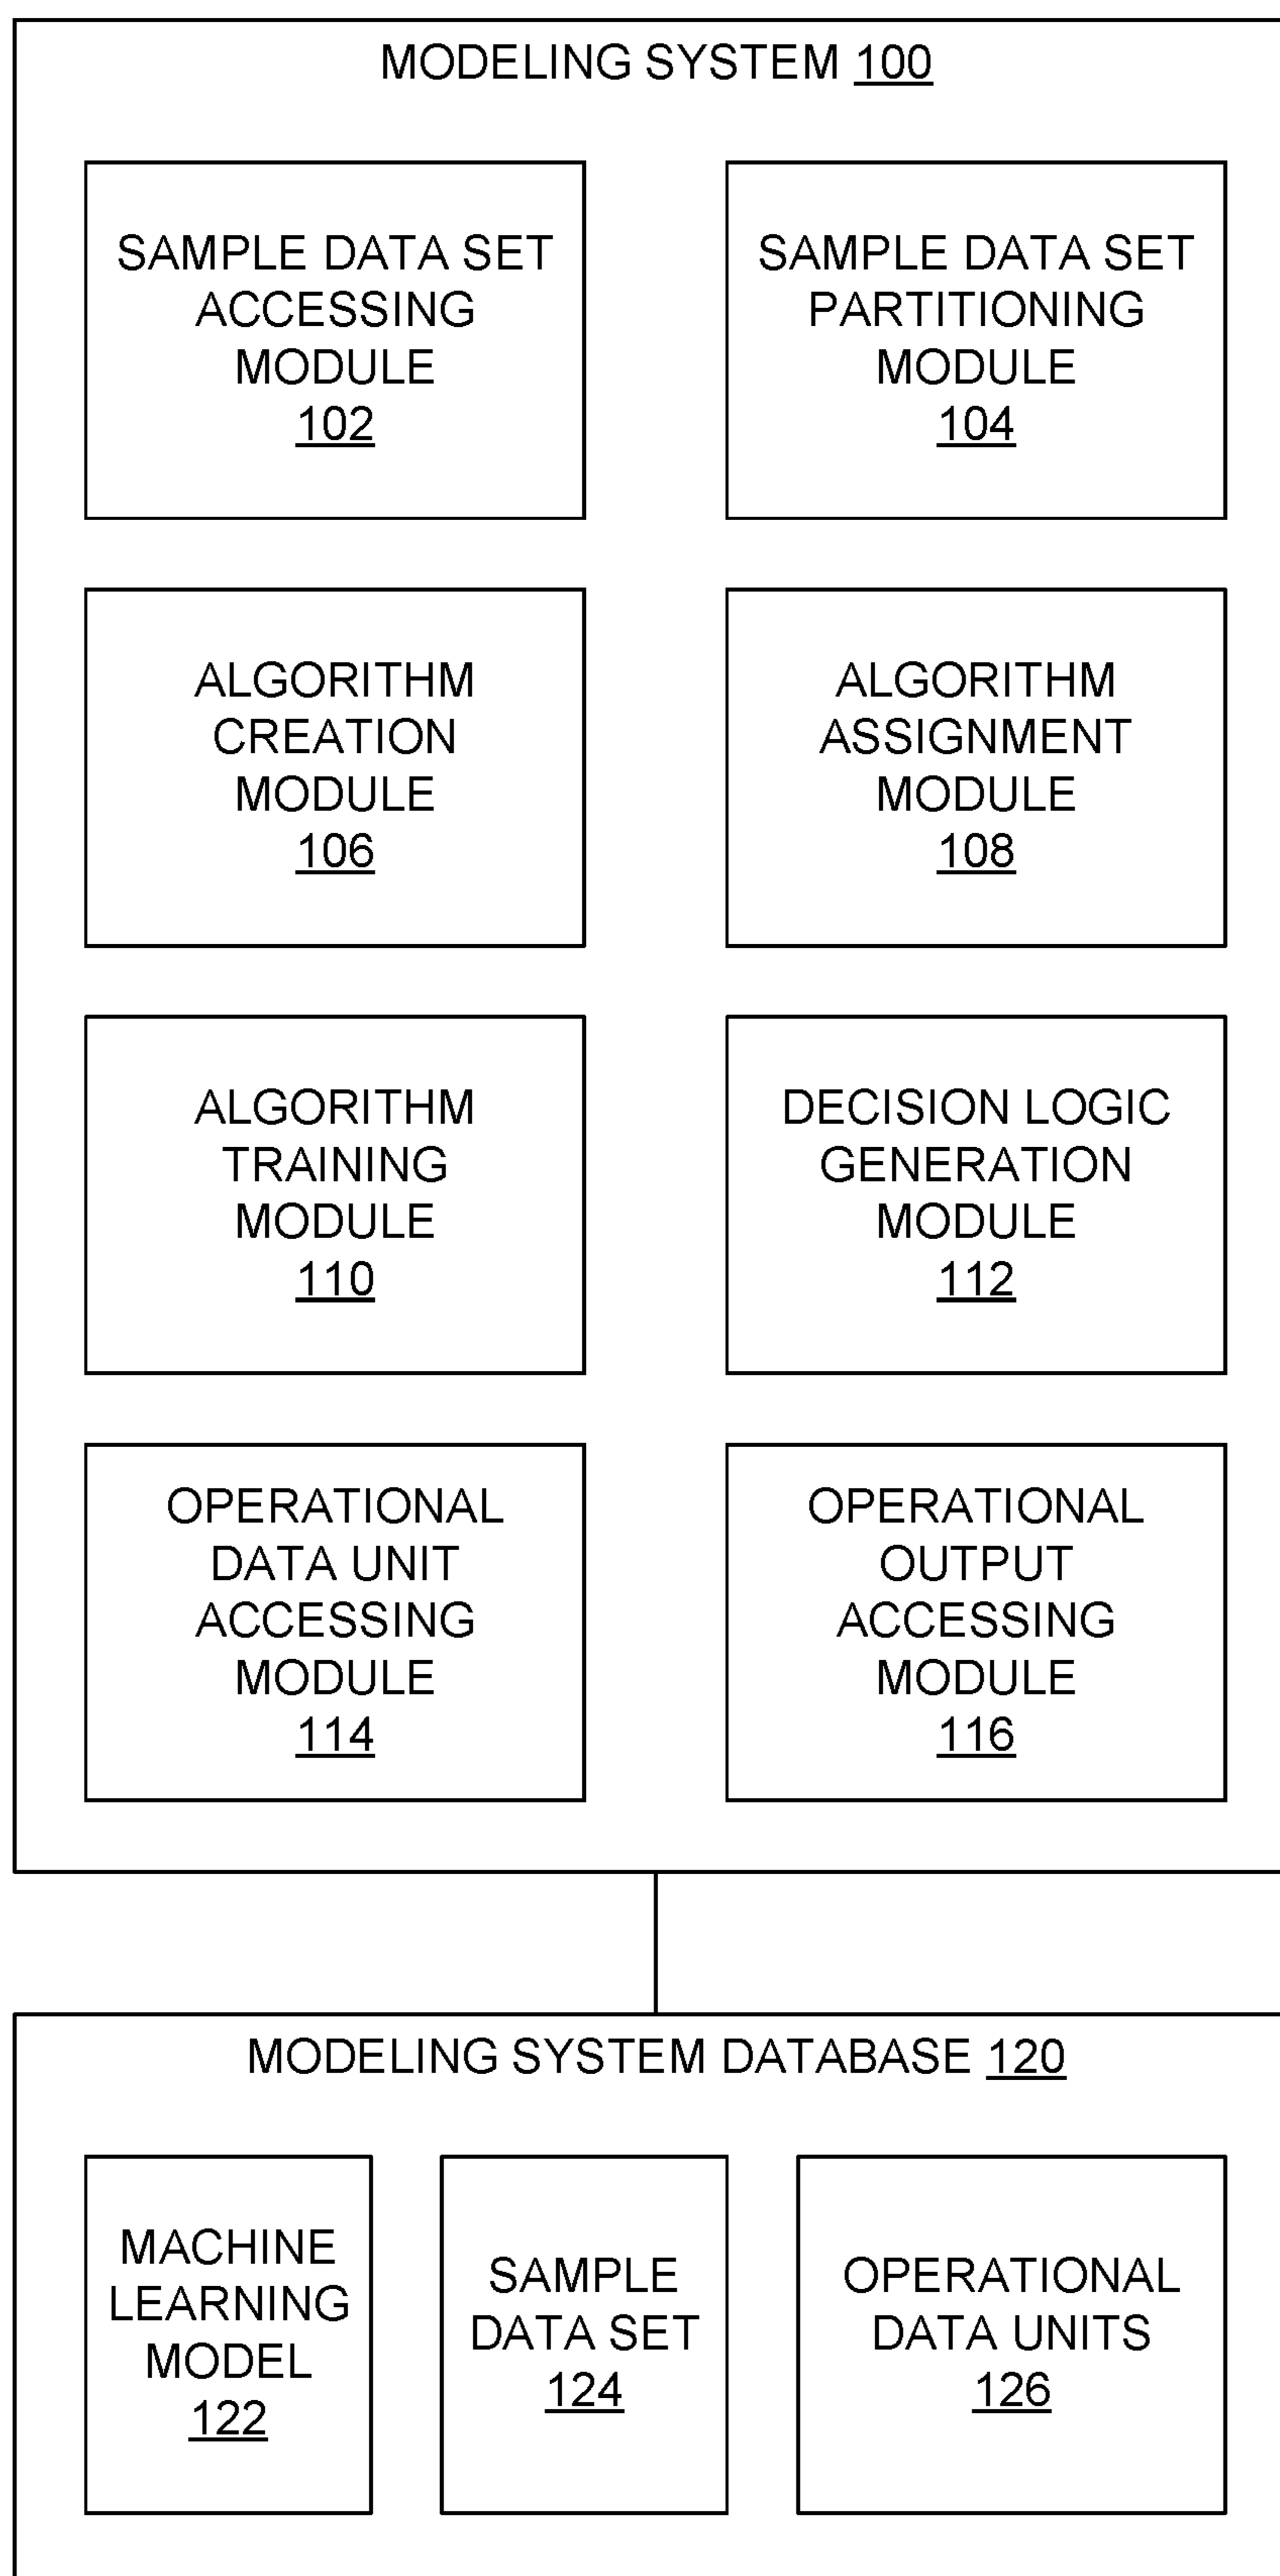 MODELING SYSTEM 100
SAMPLE DATA SET
ACCESSING
MODULE
102
SAMPLE DATA SET
PARTITIONING
MODULE
104
ALGORITHM
CREATION
MODULE
106
ALGORITHM
ASSIGNMENT
MODULE
108
ALGORITHM
TRAINING
MODULE
110
DECISION LOGIC
GENERATION
MODULE
112
OPERATIONAL
DATA UNIT
ACCESSING
MODULE
114
OPERATIONAL
OUTPUT
ACCESSING
MODULE
116
MODELING SYSTEM DATABASE 120
MACHINE
LEARNING
MODEL
122
SAMPLE
DATA SET
124
OPERATIONAL
DATA UNITS
126